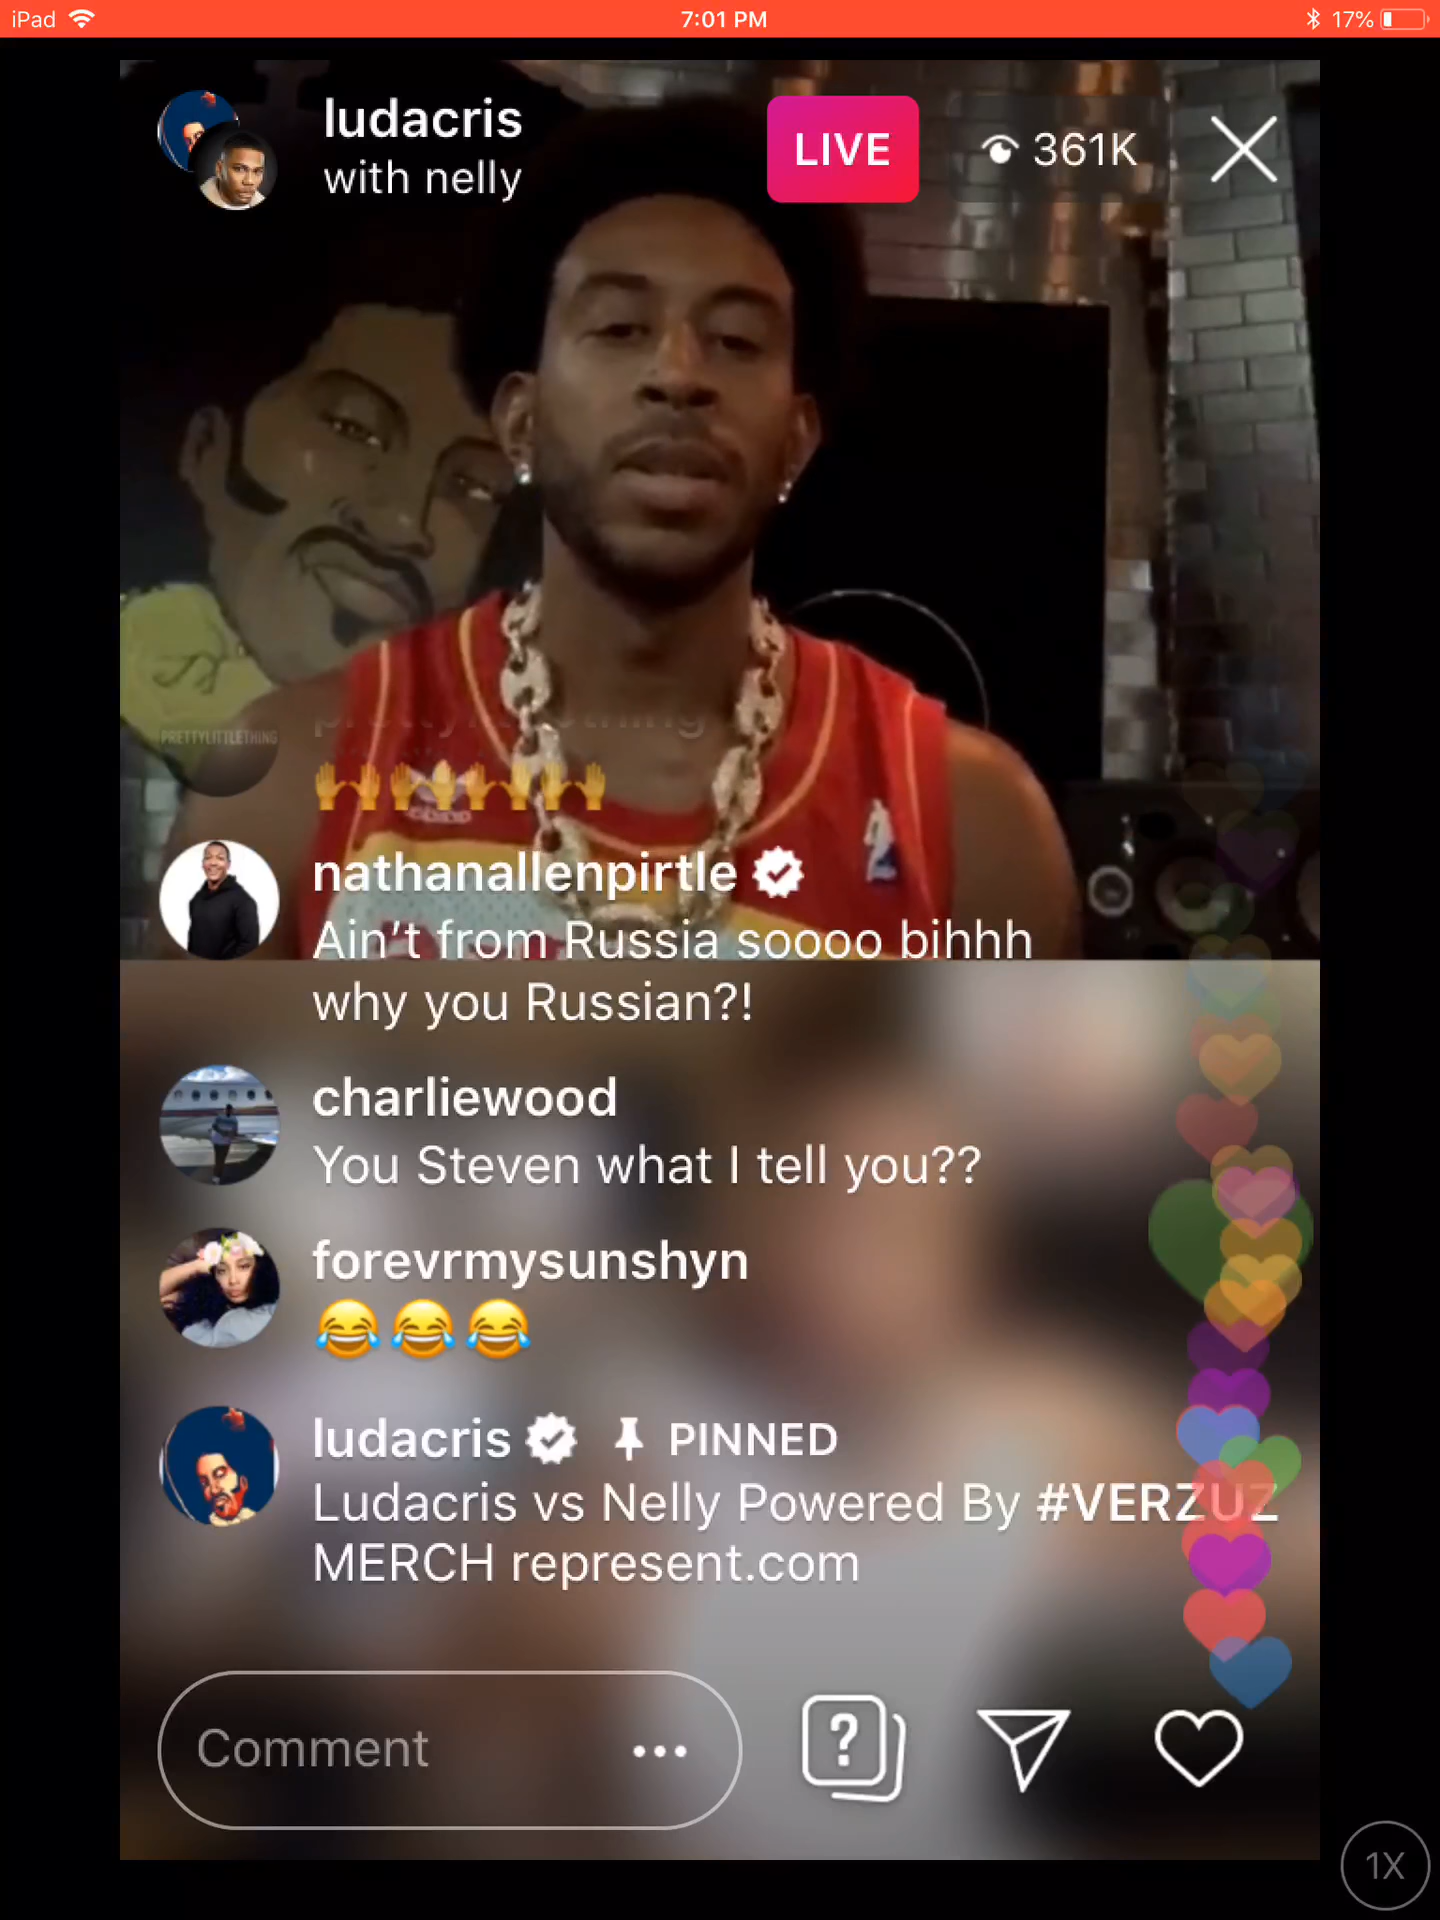 iPad
7:01 PM
17%
ludacris
with nelly
LIVE
361K
PRETTYLITTLETHING
prettylittlething
🙌🙌🙌🙌
nathanallenpirtle
Ain't from Russia soooo bihhh
why you Russian?!
charliewood
You Steven what I tell you??
forevrmysunshyn
😂😂😂
ludacris PINNED
Ludacris vs Nelly Powered By #VERZUZ
MERCH represent.com
Comment
?
1X